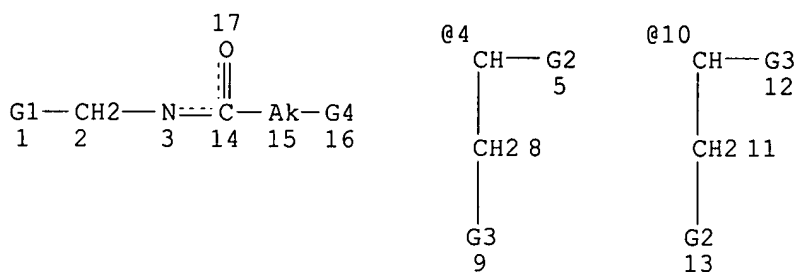 17
O
G1 CH2 N C Ak G4
1 2 3 14 15 16
@4
CH G2
5
CH2 8
G3
9
@10
CH G3
12
CH2 11
G2
13